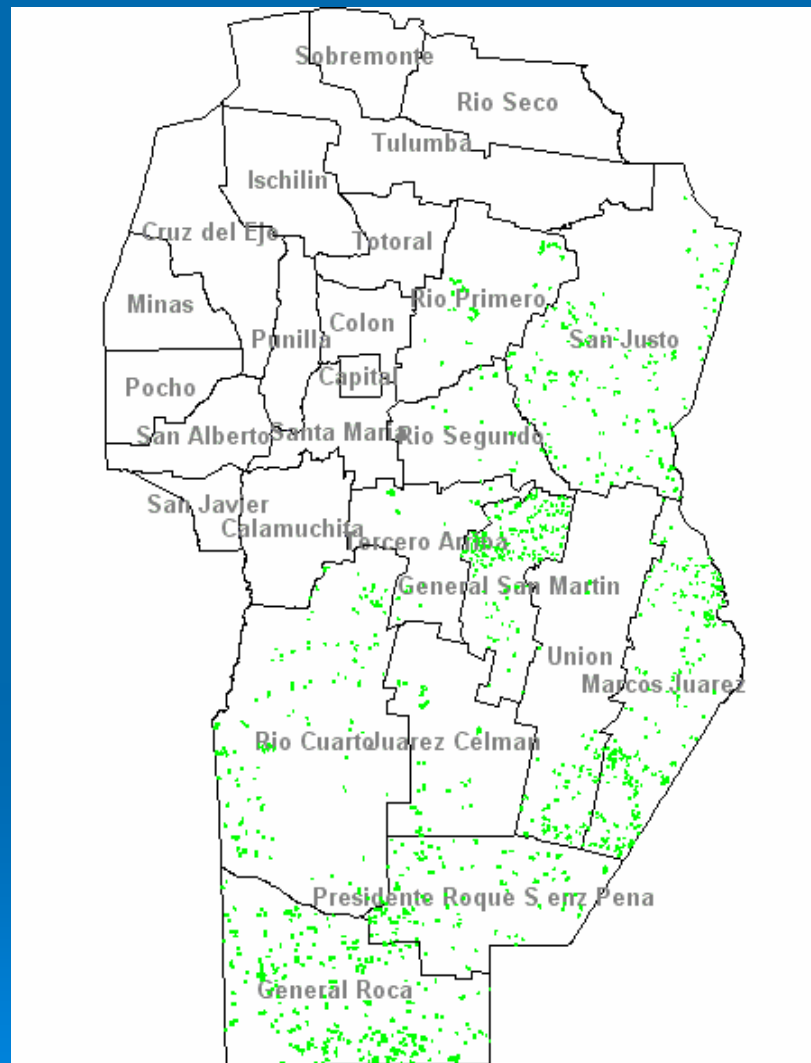 Sobremonte
Rio Seco
Tulumba
Ischilin
Cruz del Eje
Totoral
Minas
Rio Primero
Colon
Punilla
San Justo
Capital
Pocho
San Alberto
Santa Maria
Rio Segundo
San Javier
Calamuchita
Tercero Arriba
General San Martin
Union
Marcos Juarez
Rio Cuarto
Juarez Celman
Presidente Roque S enz Pena
General Roca